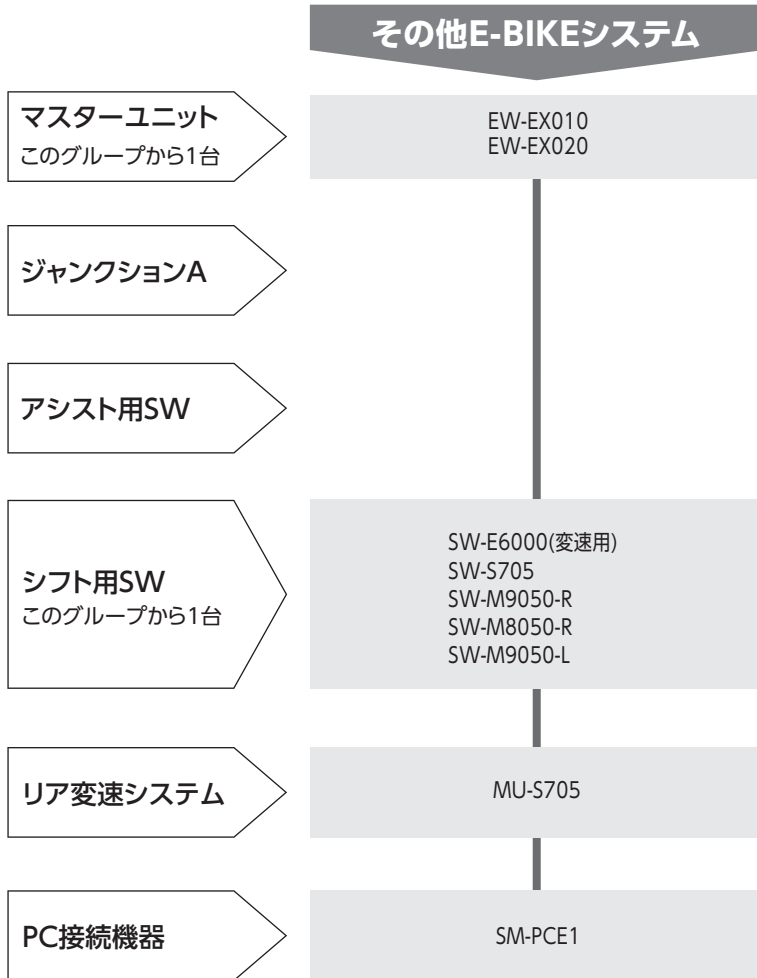 その他E-BIKEシステム
マスターユニット
このグループから1台
EW-EX010
EW-EX020
ジャンクションA
アシスト用SW
シフト用SW
このグループから1台
SW-E6000(変速用)
SW-S705
SW-M9050-R
SW-M8050-R
SW-M9050-L
リア変速システム
MU-S705
PC接続機器
SM-PCE1